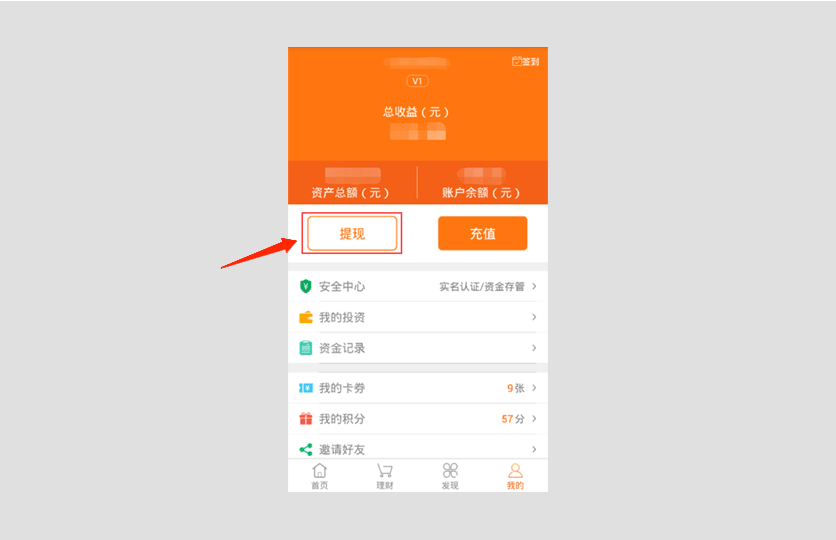 签到
V1
总收益（元）
资产总额（元） 账户余额（元）
提现 充值
安全中心 实名认证/资金存管
我的投资
资金记录
我的卡券 9张
我的积分 57分
邀请好友
首页 理财 发现 我的